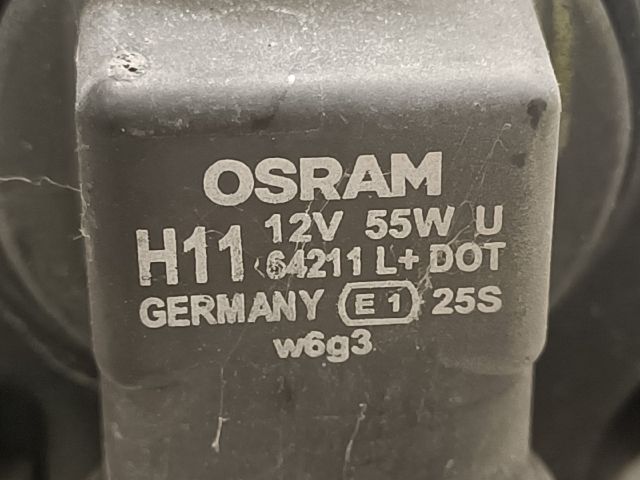 OSRAM
H11 12V 55W U
64211 L+ DOT
GERMANY E1 25S
w6g3